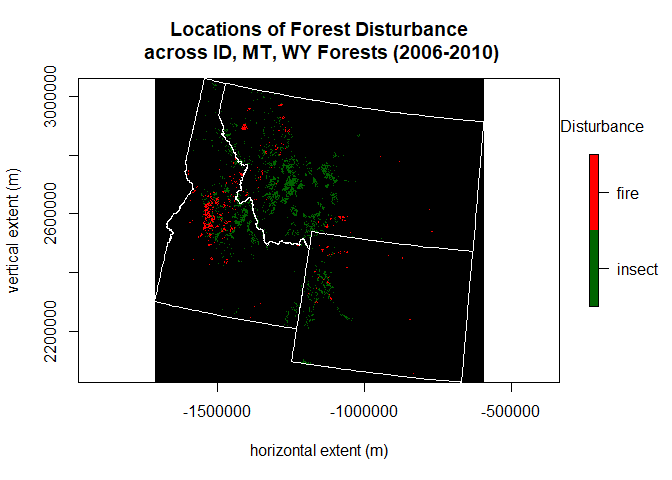 Locations of Forest Disturbance
across ID, MT, WY Forests (2006-2010)
vertical extent (m)
3000000
2600000
2200000
-1500000
-1000000
-500000
horizontal extent (m)
Disturbance
fire
insect